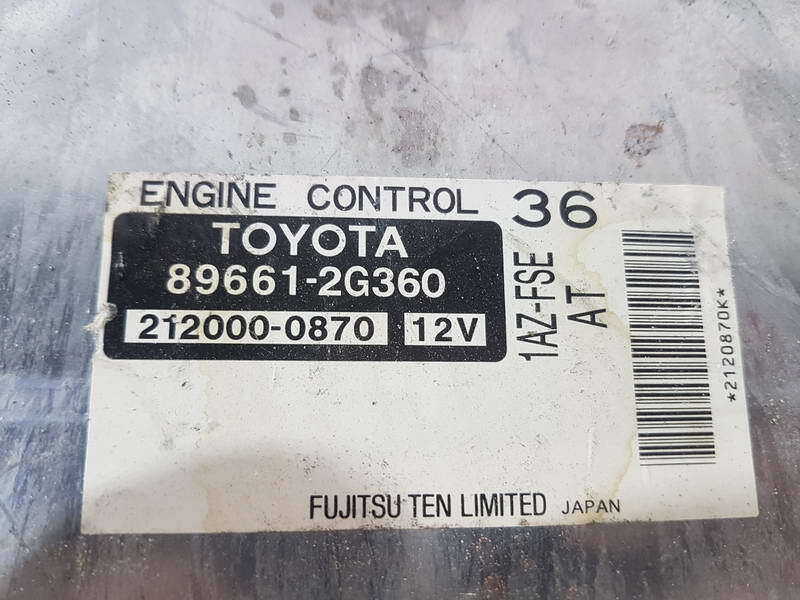 ENGINE CONTROL 36
TOYOTA
89661-2G360
212000-0870 12V
1AZ-FSE
AT
*2120870K*
FUJITSU TEN LIMITED JAPAN